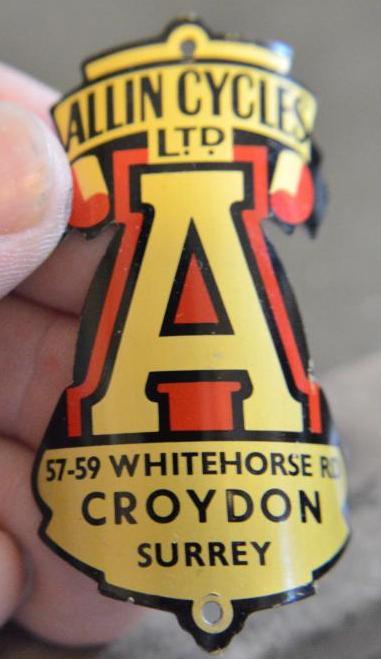 ALLIN CYCLES
LTD
A
57-59 WHITEHORSE RD
CROYDON
SURREY